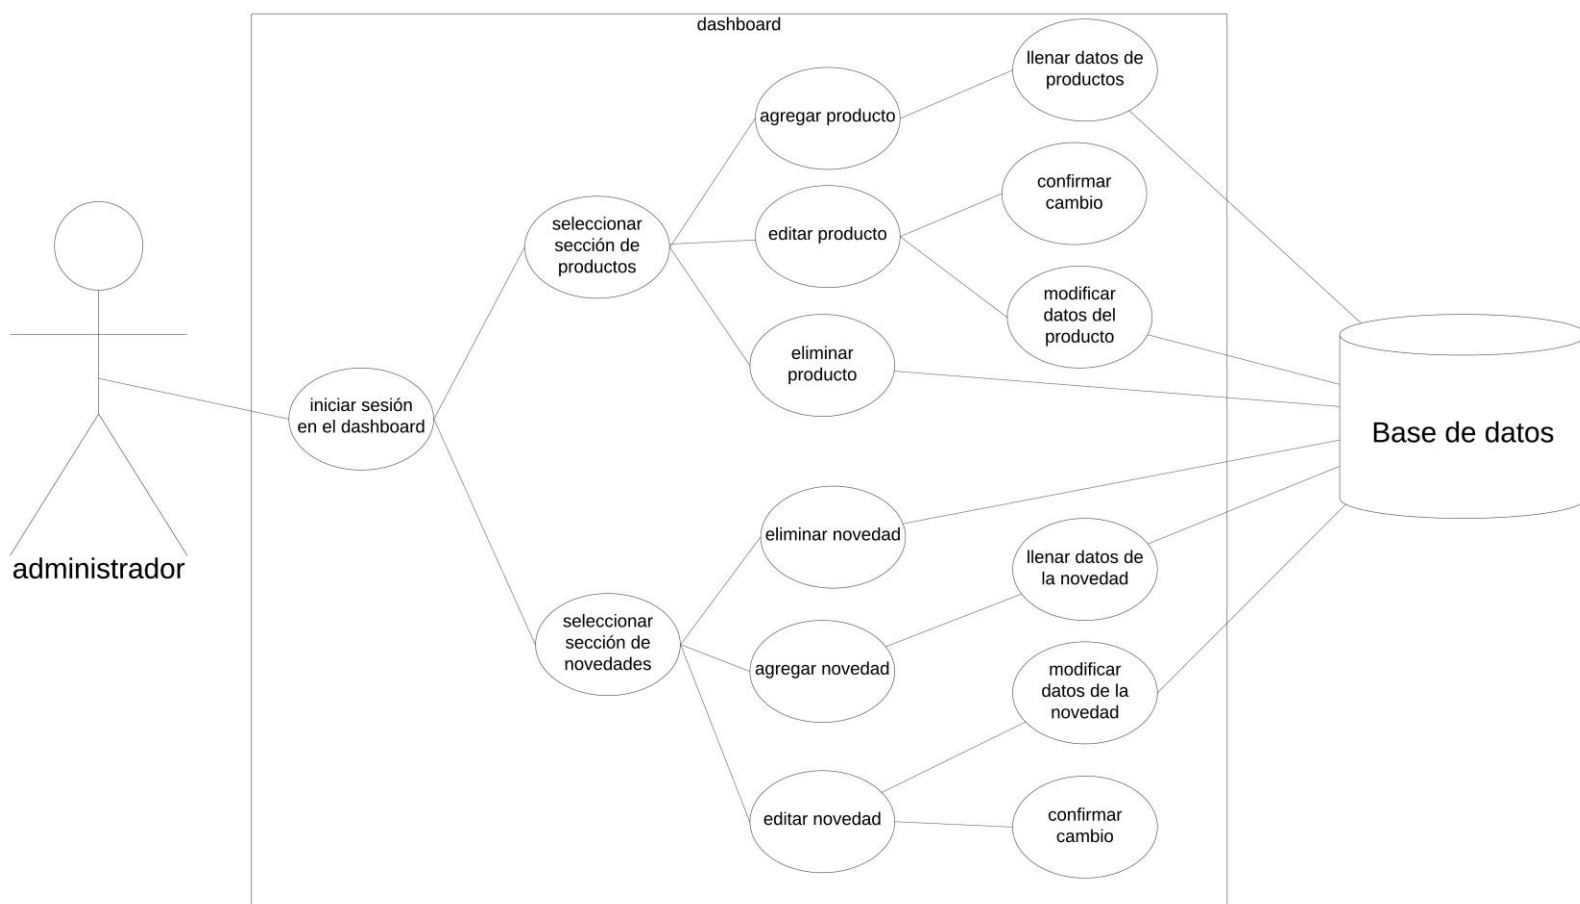 dashboard
llenar datos de
productos
agregar producto
confirmar
cambio
seleccionar
sección de
productos
editar producto
modificar
datos del
producto
eliminar
producto
iniciar sesión
en el dashboard
Base de datos
administrador
eliminar novedad
llenar datos de
la novedad
seleccionar
sección de
novedades
agregar novedad
modificar
datos de la
novedad
editar novedad
confirmar
cambio